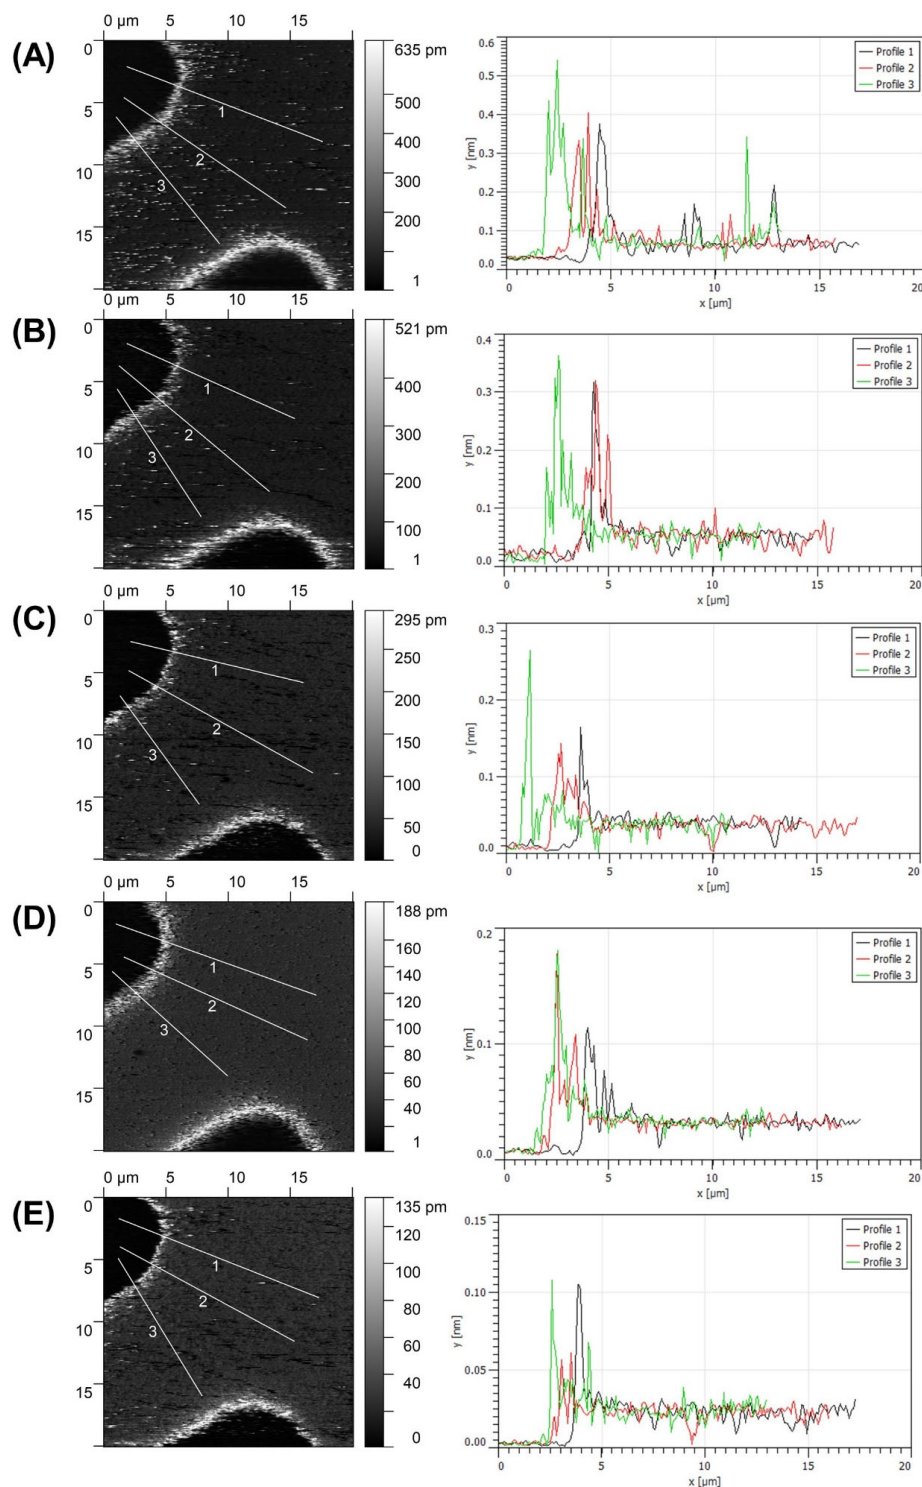 (A)
0 µm 5 10 15
0
5
10
15
635 pm
500
400
300
200
100
1
1
2
3
0.6
0.5
0.4
0.3
0.2
0.1
0.0
y [nm]
Profile 1
Profile 2
Profile 3
0 5 10 15 20
x [µm]
(B)
0 µm 5 10 15
0
5
10
15
521 pm
400
300
200
100
1
1
2
3
0.4
0.3
0.2
0.1
0.0
y [nm]
Profile 1
Profile 2
Profile 3
0 5 10 15 20
x [µm]
(C)
0 µm 5 10 15
0
5
10
15
295 pm
250
200
150
100
50
0
1
2
3
0.3
0.2
0.1
0.0
y [nm]
Profile 1
Profile 2
Profile 3
0 5 10 15 20
x [µm]
(D)
0 µm 5 10 15
0
5
10
15
188 pm
160
140
120
100
80
60
40
1
1
2
3
0.2
0.1
0.0
y [nm]
Profile 1
Profile 2
Profile 3
0 5 10 15 20
x [µm]
(E)
0 µm 5 10 15
0
5
10
15
135 pm
120
100
80
60
40
0
1
2
3
0.15
0.10
0.05
0.00
y [nm]
Profile 1
Profile 2
Profile 3
0 5 10 15 20
x [µm]